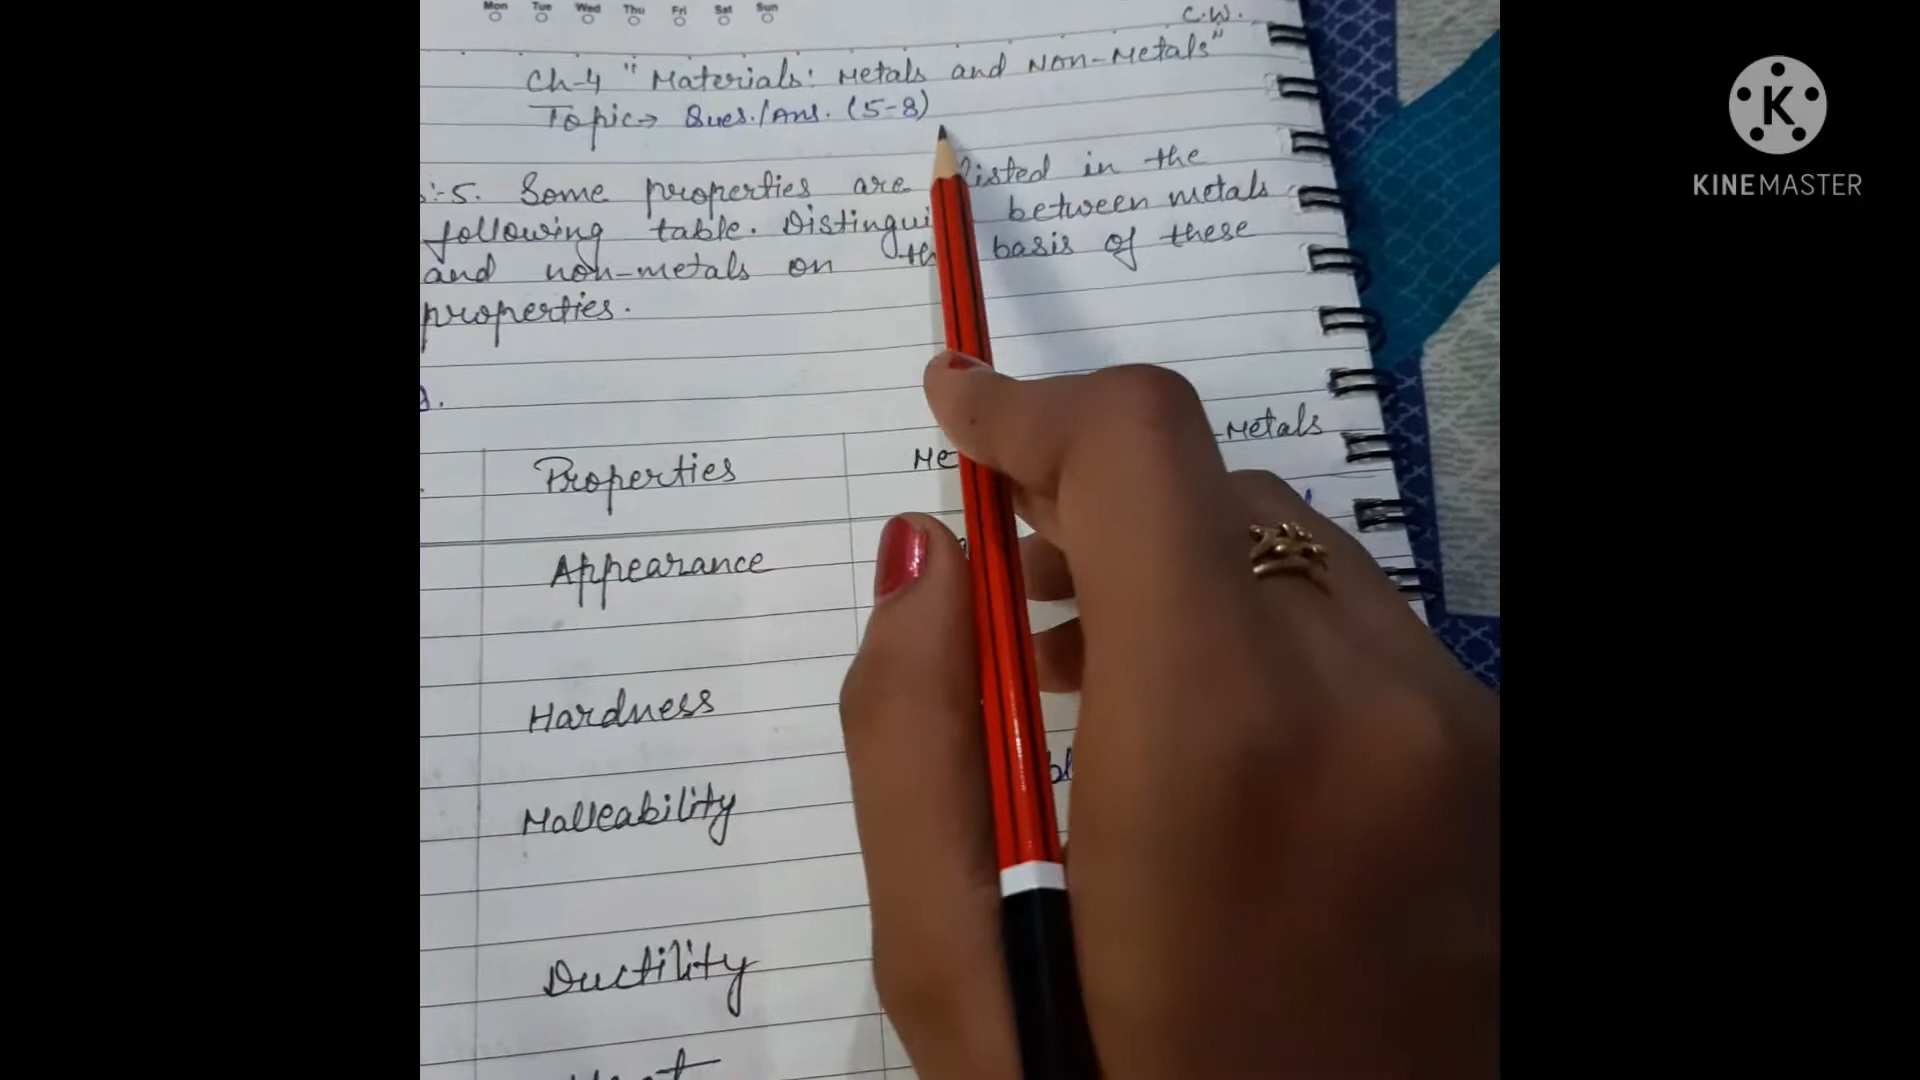 Mon Tue Wed Thu Fri Sat Sun
C.W.
Ch-4 "Materials: Metals and Non-Metals"
Topic→ Ques./Ans. (5-8)
:-5. Some properties are listed in the
following table. Distingui between metals
and non-metals on the basis of these
properties.
Properties Me -Metals
Appearance
Hardness
Malleability
Ductility
KINEMASTER